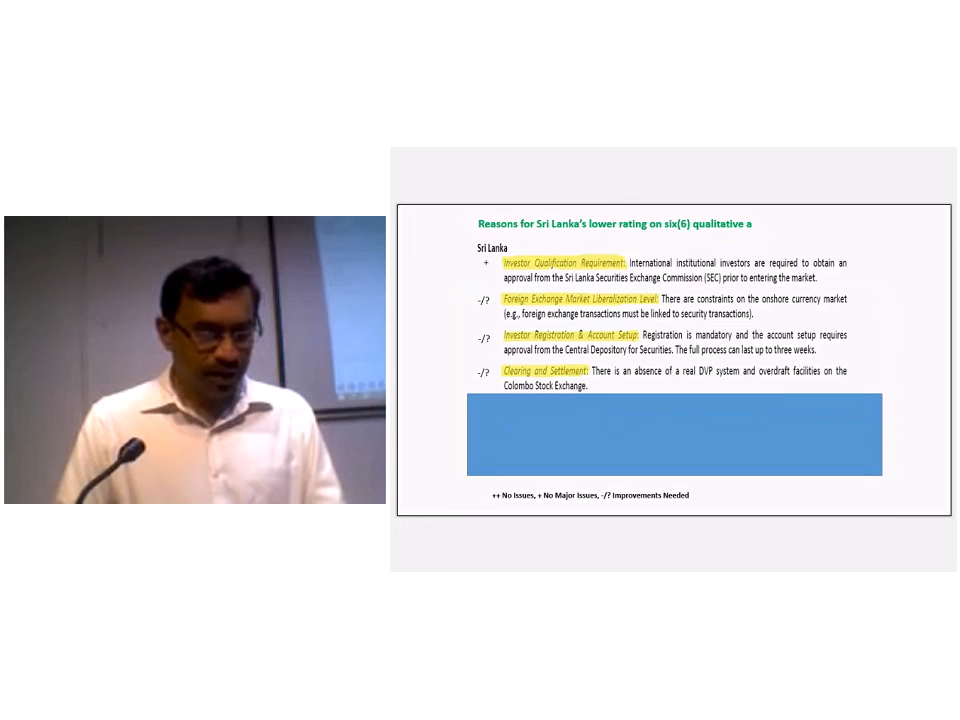 Reasons for Sri Lanka's lower rating on six(6) qualitative a
Sri Lanka
+ Investor Qualification Requirement: International institutional investors are required to obtain an
approval from the Sri Lanka Securities Exchange Commission (SEC) prior to entering the market.
-/? Foreign Exchange Market Liberalization Level: There are constraints on the onshore currency market
(e.g., foreign exchange transactions must be linked to security transactions).
-/? Investor Registration & Account Setup: Registration is mandatory and the account setup requires
approval from the Central Depository for Securities. The full process can last up to three weeks.
-/? Clearing and Settlement: There is an absence of a real DVP system and overdraft facilities on the
Colombo Stock Exchange.
++ No Issues, + No Major Issues, -/? Improvements Needed